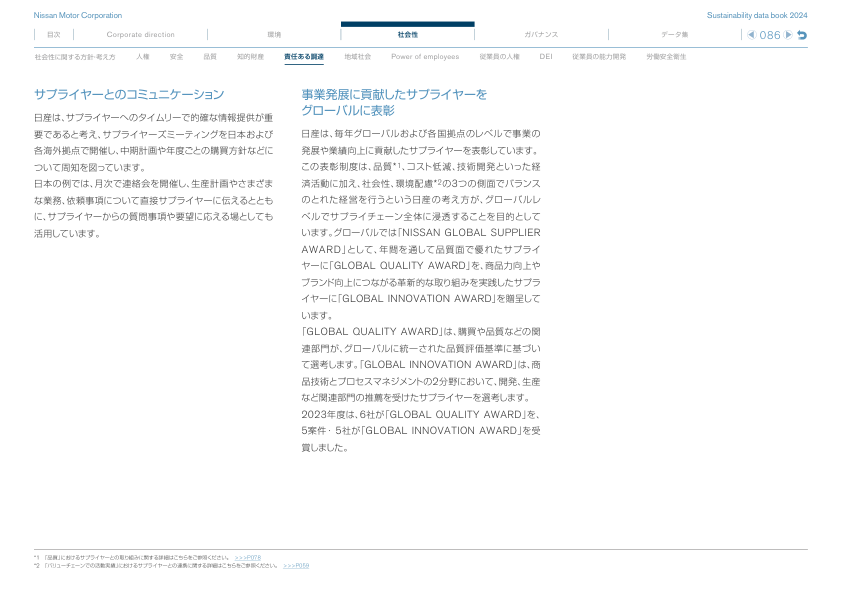 Nissan Motor Corporation
Sustainability data book 2024
目次
Corporate direction
環境
社会性
ガバナンス
データ集
086
社会性に関する方針・考え方
人権
安全
品質
知的財産
責任ある調達
地域社会
Power of employees
従業員の人権
DEI
従業員の能力開発
労働安全衛生
サプライヤーとのコミュニケーション
日産は、サプライヤーへのタイムリーで的確な情報提供が重
要であると考え、サプライヤーズミーティングを日本および
各海外拠点で開催し、中期計画や年度ごとの購買方針などに
ついて周知を図っています。
日本の例では、月次で連絡会を開催し、生産計画やさまざま
な業務、依頼事項について直接サプライヤーに伝えるととも
に、サプライヤーからの質問事項や要望に応える場としても
活用しています。
事業発展に貢献したサプライヤーを
グローバルに表彰
日産は、毎年グローバルおよび各国拠点のレベルで事業の
発展や業績向上に貢献したサプライヤーを表彰しています。
この表彰制度は、品質*1、コスト低減、技術開発といった経
済活動に加え、社会性、環境配慮*2の3つの側面でバランス
のとれた経営を行うという日産の考え方が、グローバルレ
ベルでサプライチェーン全体に浸透することを目的として
います。グローバルでは「NISSAN GLOBAL SUPPLIER
AWARD」として、年間を通して品質面で優れたサプライ
ヤーに「GLOBAL QUALITY AWARD」を、商品力向上や
ブランド向上につながる革新的な取り組みを実践したサプラ
イヤーに「GLOBAL INNOVATION AWARD」を贈呈して
います。
「GLOBAL QUALITY AWARD」は、購買や品質などの関
連部門が、グローバルに統一された品質評価基準に基づい
て選考します。「GLOBAL INNOVATION AWARD」は、商
品技術とプロセスマネジメントの2分野において、開発、生産
など関連部門の推薦を受けたサプライヤーを選考します。
2023年度は、6社が「GLOBAL QUALITY AWARD」を、
5案件・5社が「GLOBAL INNOVATION AWARD」を受
賞しました。
*1 「品質」におけるサプライヤーとの取り組みに関する詳細はこちらをご参照ください。 >>>P078
*2 「バリューチェーンでの活動実績」におけるサプライヤーとの連携に関する詳細はこちらをご参照ください。 >>>P059